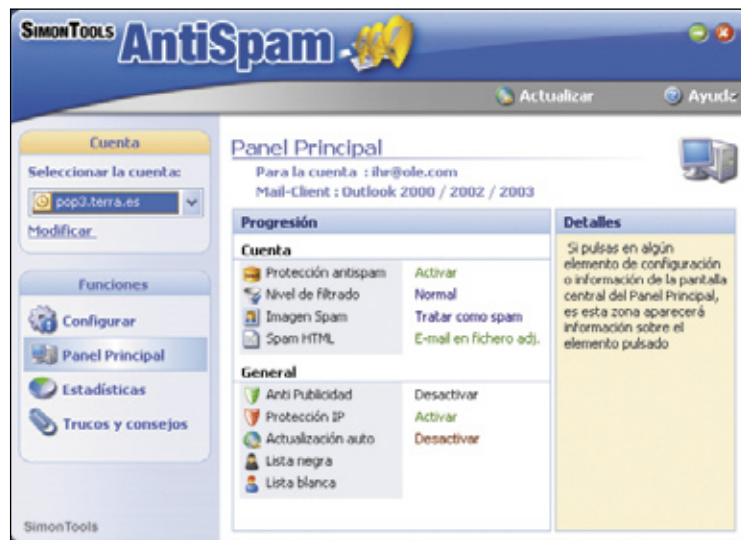 SIMONTOOLS AntiSpam
Actualizar
Ayuda
Cuenta
Seleccionar la cuenta:
pop3.terra.es
Modificar
Funciones
Configurar
Panel Principal
Estadísticas
Trucos y consejos
SimonTools
Panel Principal
Para la cuenta : ihr@ole.com
Mail-Client : Outlook 2000 / 2002 / 2003
Progresión
Cuenta
Protección antispam Activar
Nivel de filtrado Normal
Imagen Spam Tratar como spam
Spam HTML E-mail en fichero adj.
General
Anti Publicidad Desactivar
Protección IP Activar
Actualización auto Desactivar
Lista negra
Lista blanca
Detalles
Si pulsas en algún
elemento de configuración
o información de la pantalla
central del Panel Principal,
es esta zona aparecerá
información sobre el
elemento pulsado